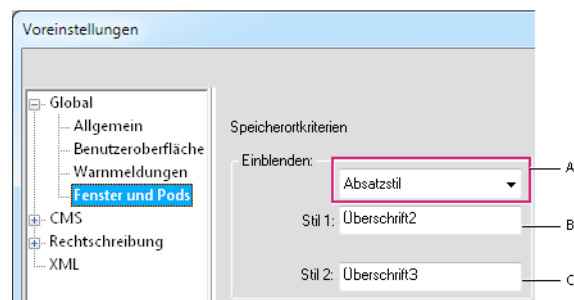 Voreinstellungen
Global
Allgemein
Benutzeroberfläche
Warnmeldungen
Fenster und Pods
CMS
Rechtschreibung
XML
Speicherortkriterien
Einblenden:
Absatzstil
A
Stil 1: Überschrift2
B
Stil 2: Überschrift3
C